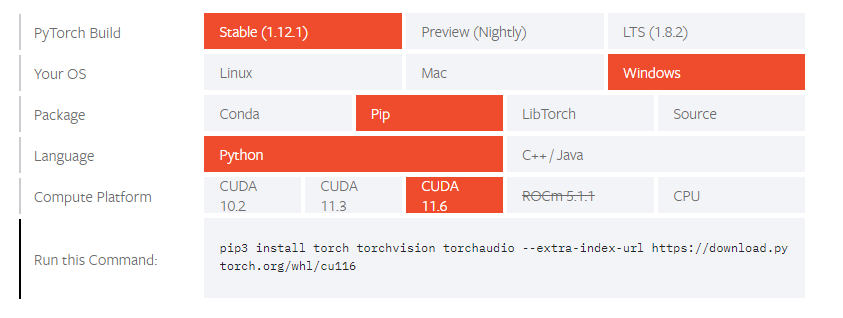 PyTorch Build
Stable (1.12.1)
Preview (Nightly)
LTS (1.8.2)
Your OS
Linux
Mac
Windows
Package
Conda
Pip
LibTorch
Source
Language
Python
C++ / Java
Compute Platform
CUDA
10.2
CUDA
11.3
CUDA
11.6
ROCm 5.1.1
CPU
Run this Command:
pip3 install torch torchvision torchaudio --extra-index-url https://download.py
torch.org/whl/cu116